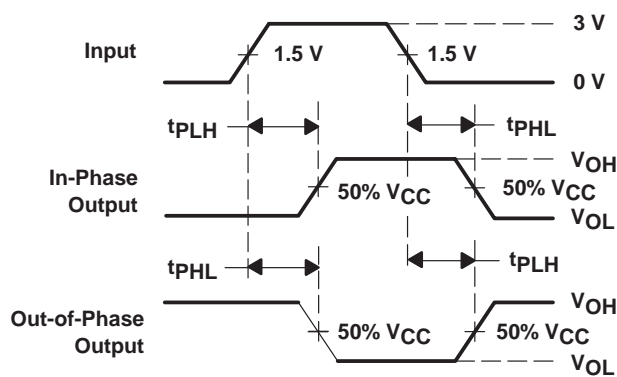 3 V
Input
1.5 V
1.5 V
0 V
tPLH
tPHL
VOH
In-Phase
Output
50% VCC
50% VCC
VOL
tPHL
tPLH
VOH
Out-of-Phase
Output
50% VCC
50% VCC
VOL